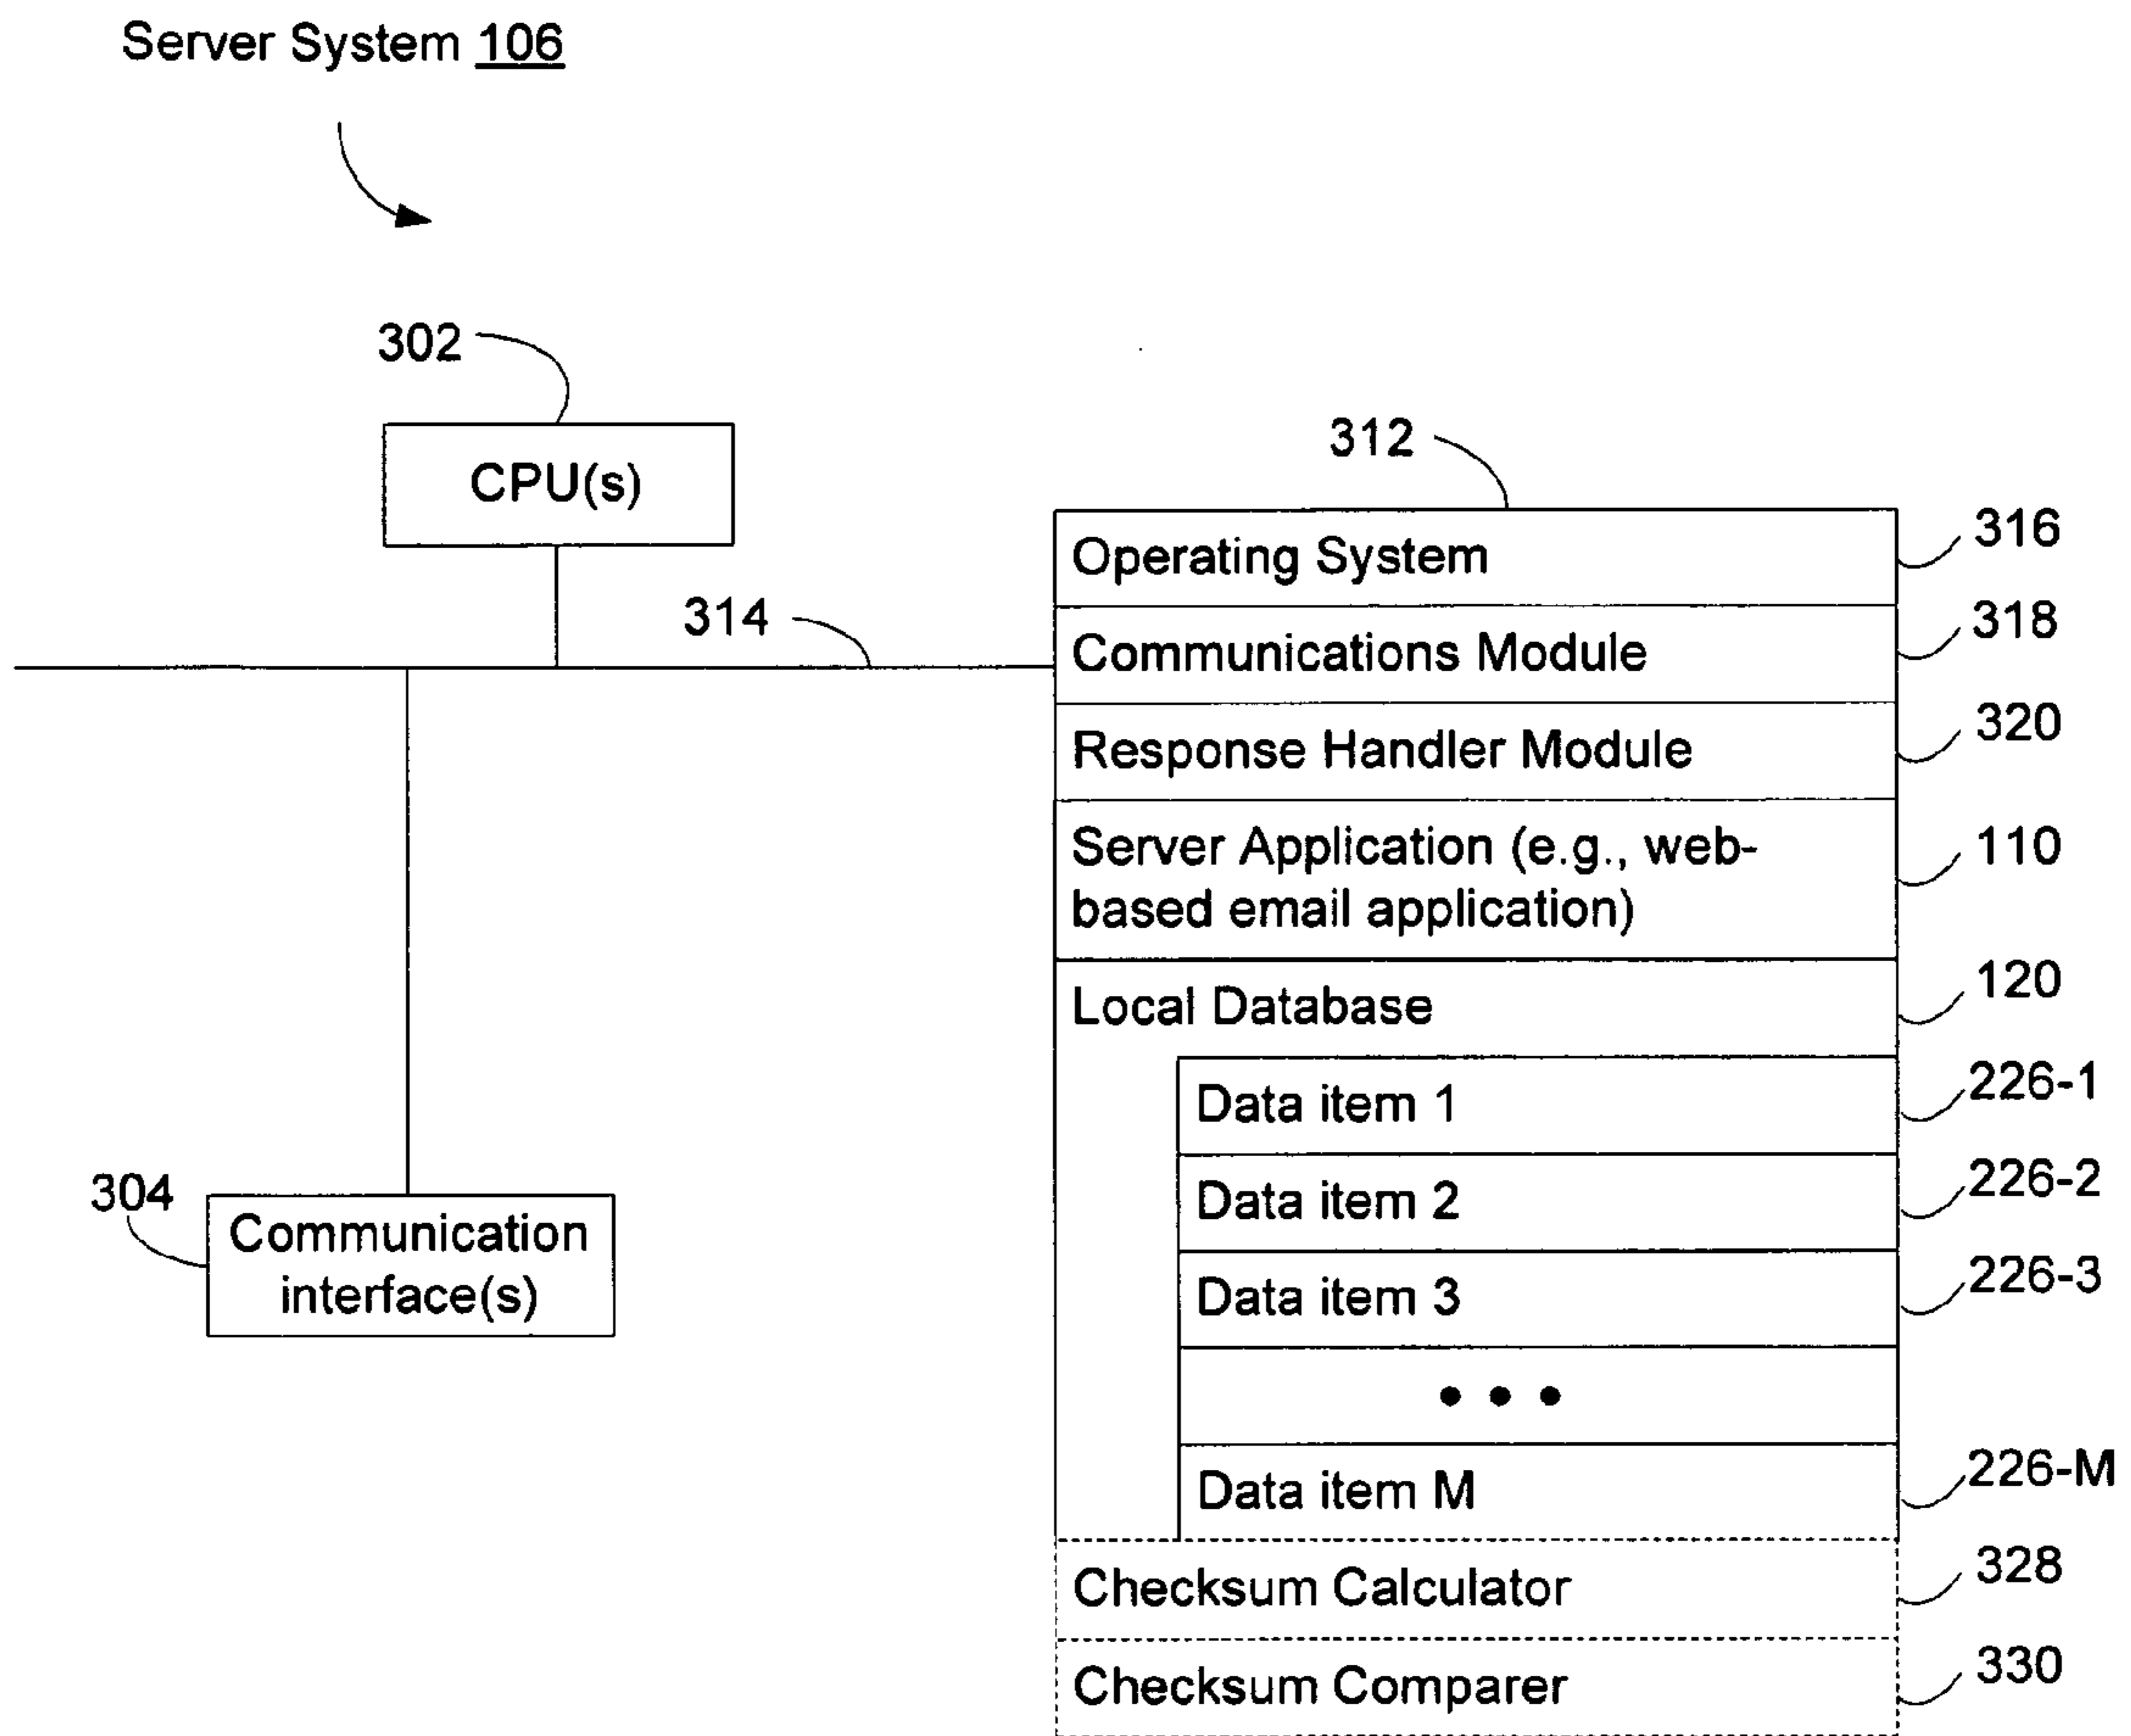 Server System 106
302
CPU(s)
312
314
Operating System
316
Communications Module
318
Response Handler Module
320
Server Application (e.g., web-
based email application)
110
Local Database
120
Data item 1
226-1
Data item 2
226-2
Data item 3
226-3
• • •
Data item M
226-M
304
Communication
interface(s)
Checksum Calculator
328
Checksum Comparer
330